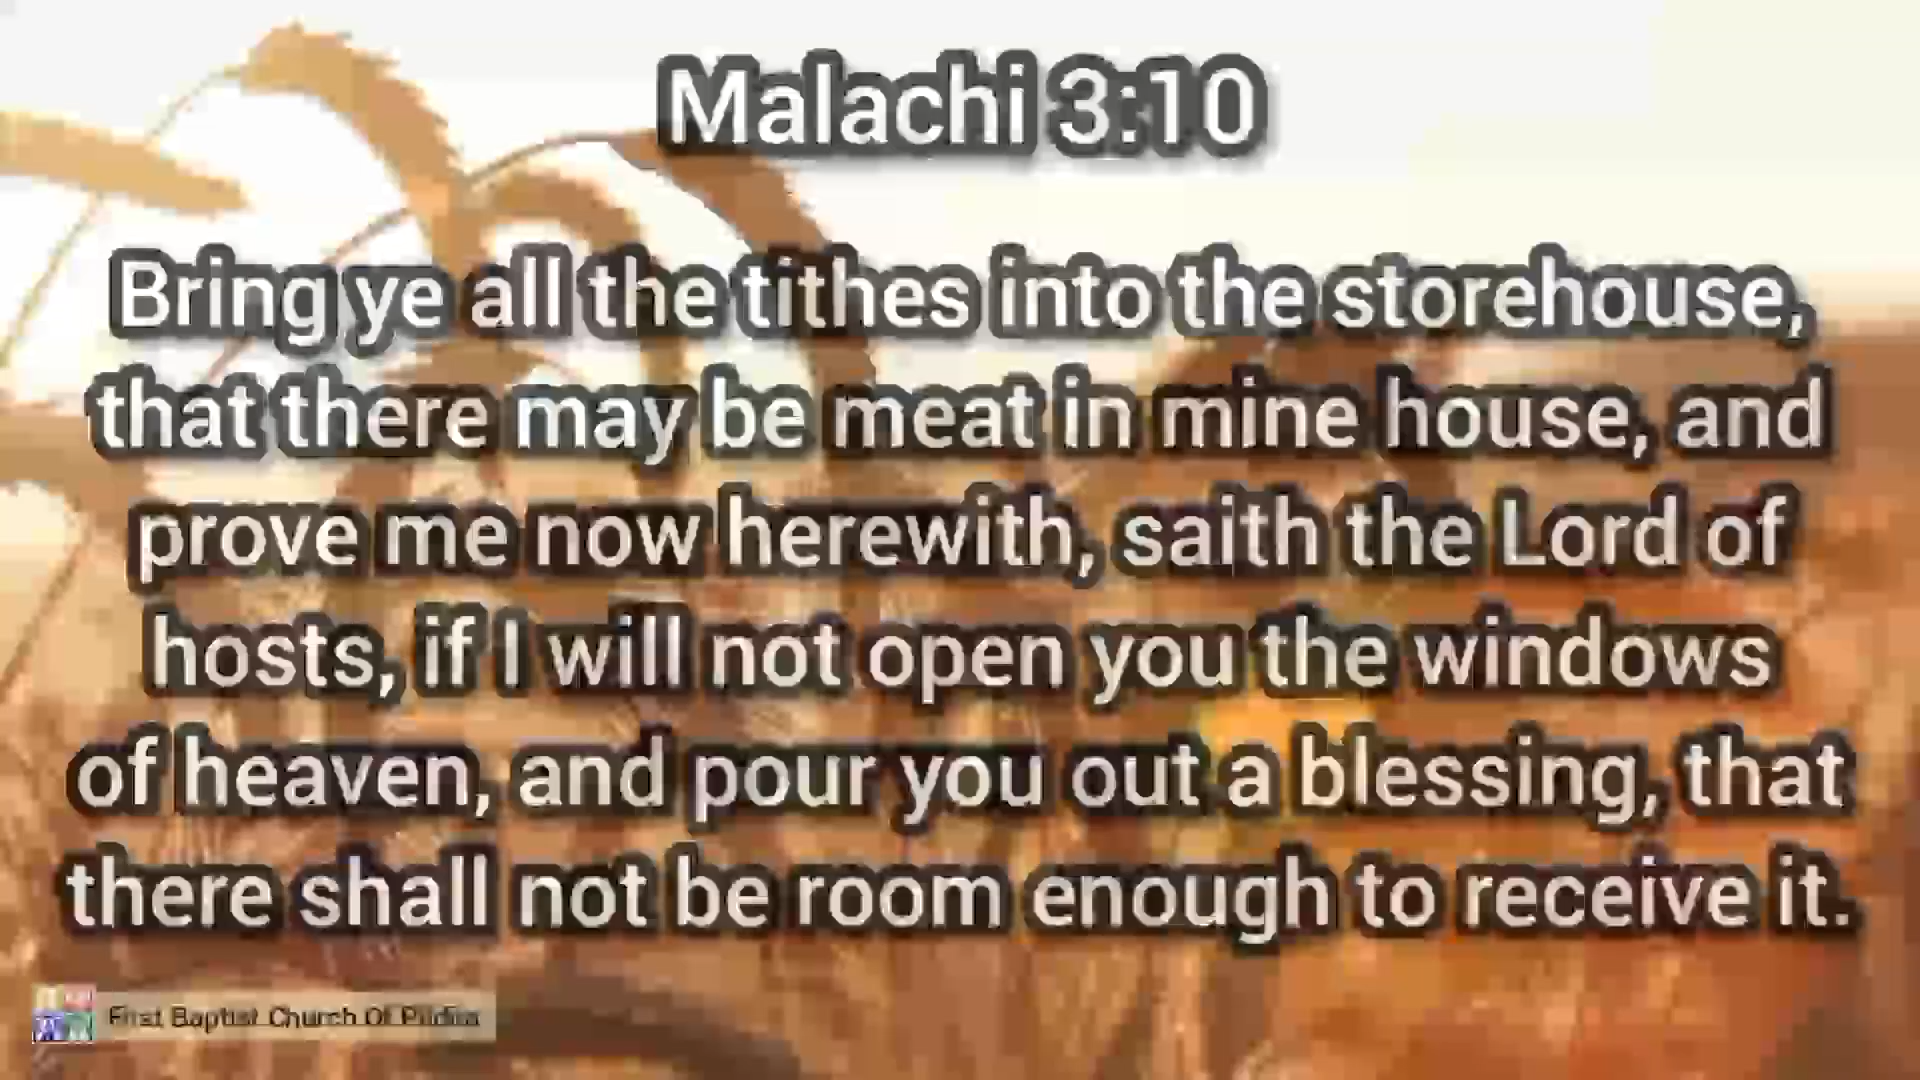 Malachi 3:10
Bring ye all the tithes into the storehouse,
that there may be meat in mine house, and
prove me now herewith, saith the Lord of
hosts, if I will not open you the windows
of heaven, and pour you out a blessing, that
there shall not be room enough to receive it.
First Baptist Church Of